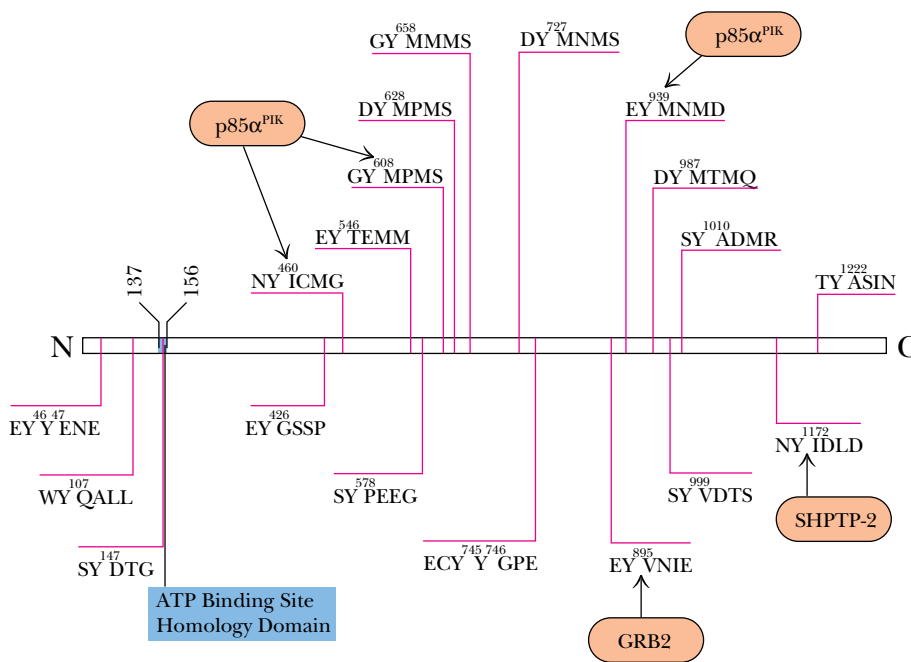 658
GY MMMS
727
DY MNMS
p85α^PIK
628
DY MPMS
939
EY MNMD
p85α^PIK
608
GY MPMS
987
DY MTMQ
546
EY TEMM
1010
SY ADMR
460
NY ICMG
1222
TY ASIN
137
156
N
C
46 47
EY Y ENE
426
EY GSSP
1172
NY IDLD
107
WY QALL
578
SY PEEG
999
SY VDTS
SHPTP-2
147
SY DTG
745 746
ECY Y GPE
895
EY VNIE
ATP Binding Site
Homology Domain
GRB2